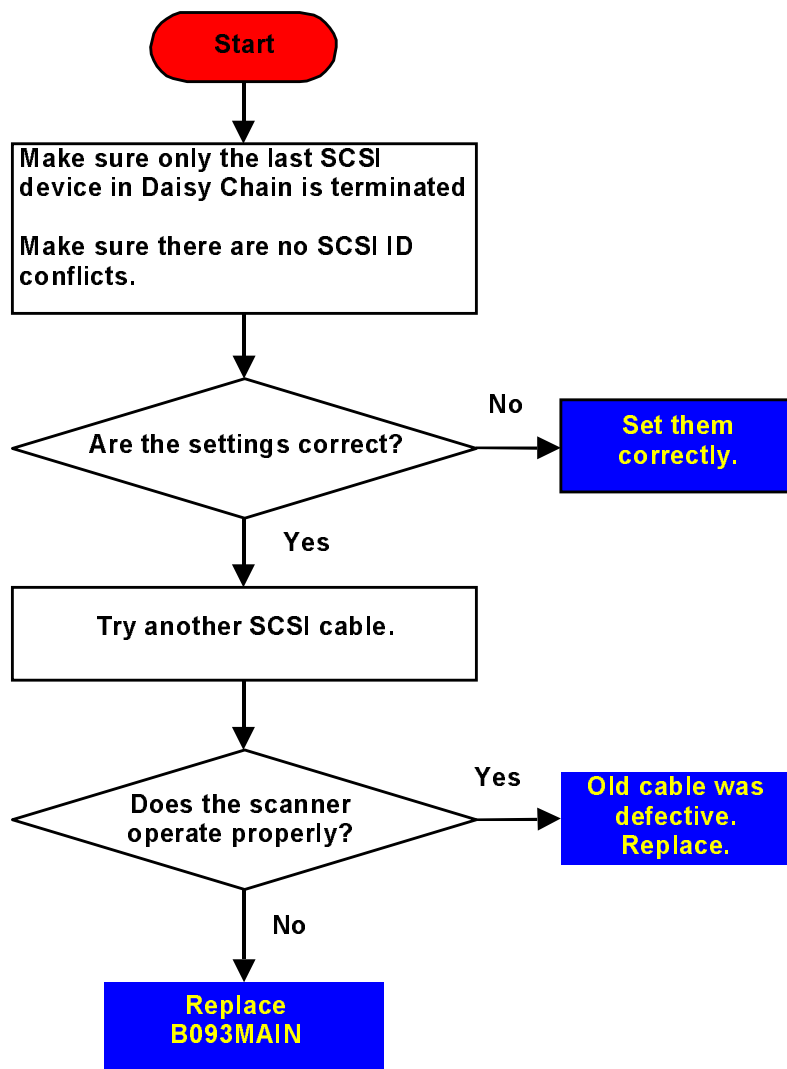 Start
Make sure only the last SCSI
device in Daisy Chain is terminated
Make sure there are no SCSI ID
conflicts.
Are the settings correct?
No
Set them
correctly.
Yes
Try another SCSI cable.
Does the scanner
operate properly?
Yes
Old cable was
defective.
Replace.
No
Replace
B093MAIN